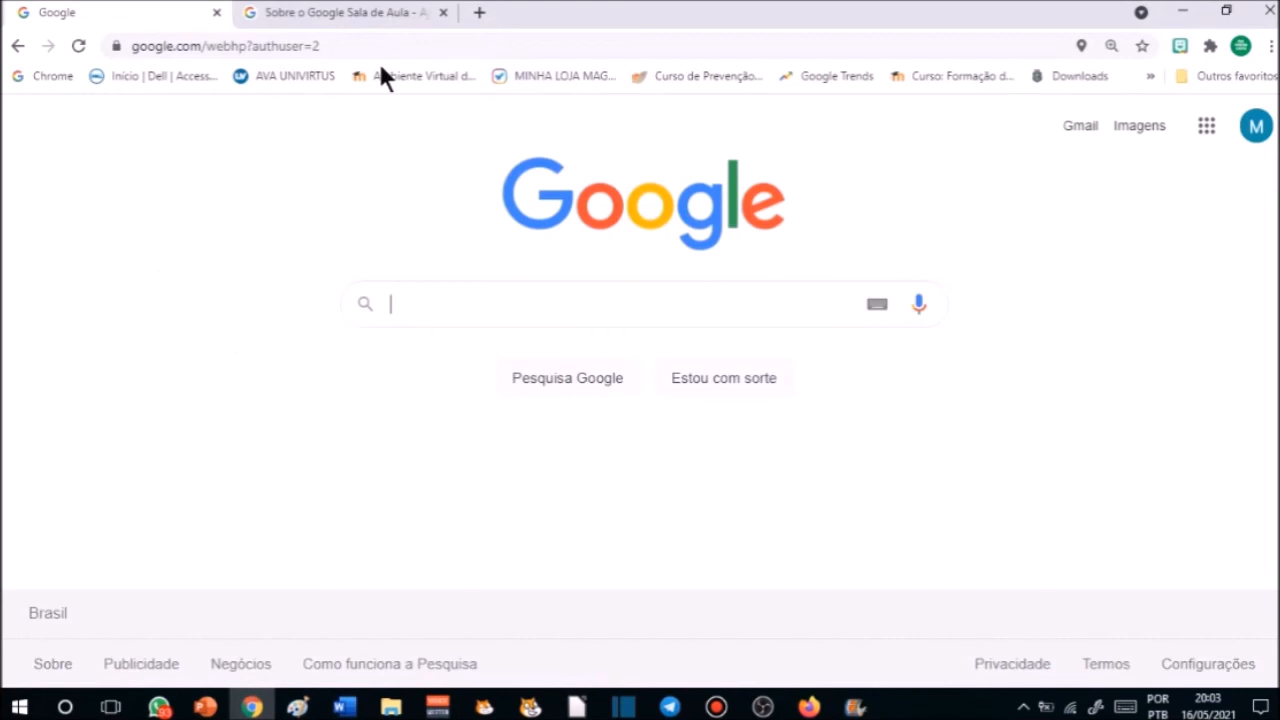 Google
Sobre o Google Sala de Aula - A
google.com/webhp?authuser=2
Chrome
Início | Dell | Access...
AVA UNIVIRTUS
Ambiente Virtual d...
MINHA LOJA MAG...
Curso de Prevenção...
Google Trends
Curso: Formação d...
Downloads
»
Outros favoritos
Gmail
Imagens
M
Google
Pesquisa Google
Estou com sorte
Brasil
Sobre
Publicidade
Negócios
Como funciona a Pesquisa
Privacidade
Termos
Configurações
POR
PTB
20:03
16/05/2021